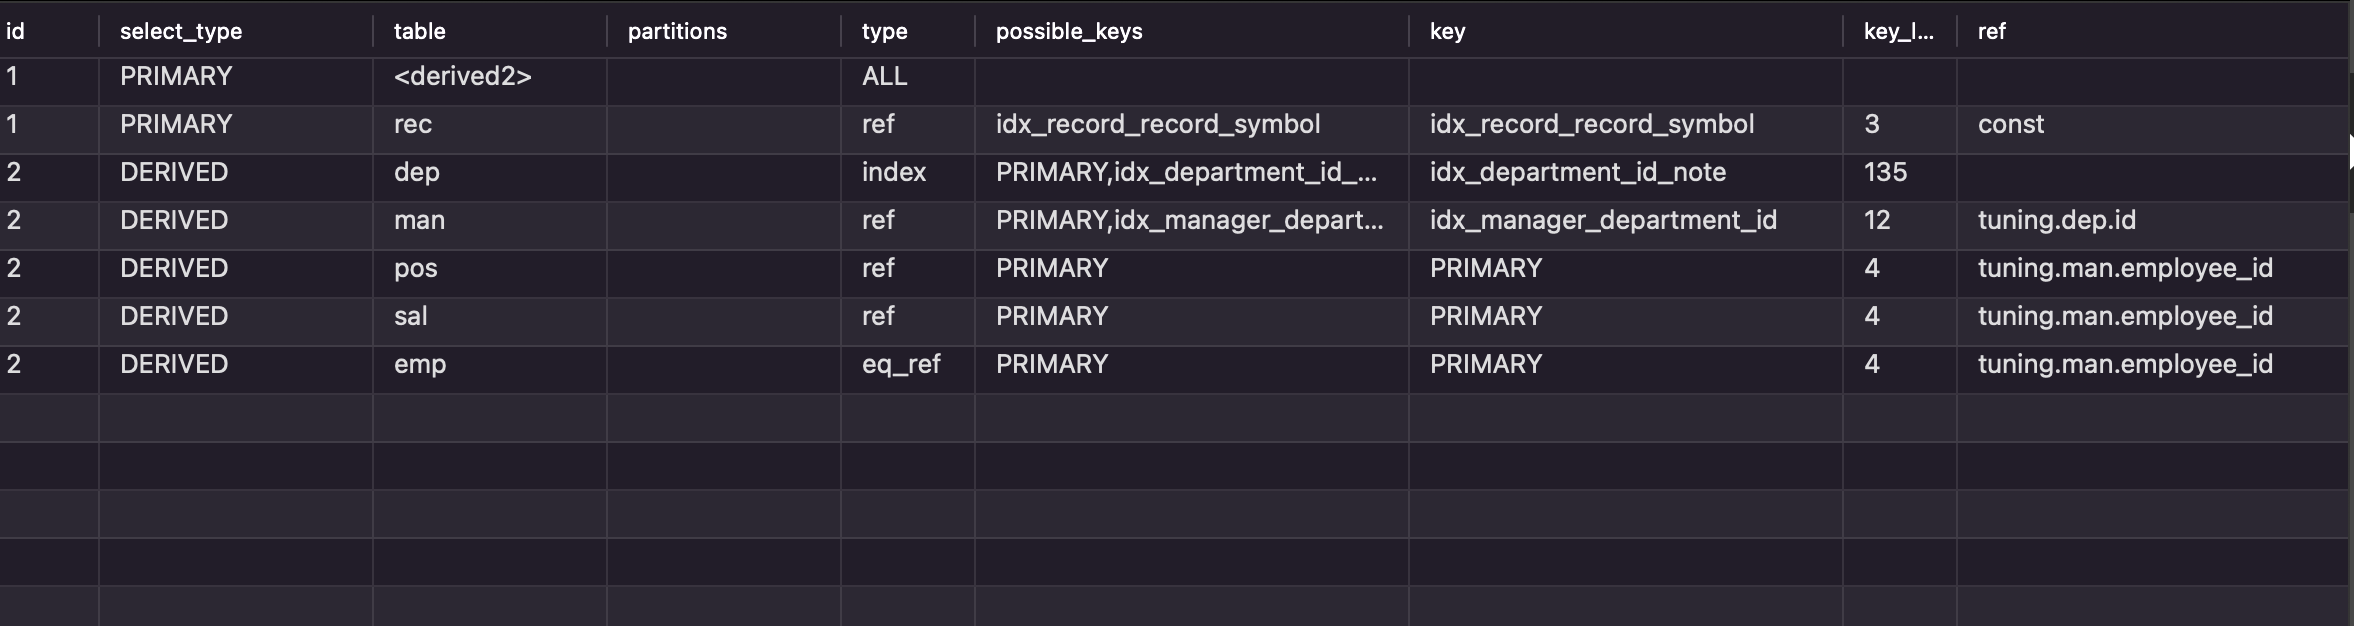 id select_type table partitions type possible_keys key key_l... ref
1 PRIMARY <derived2> ALL
1 PRIMARY rec ref idx_record_record_symbol idx_record_record_symbol 3 const
2 DERIVED dep index PRIMARY,idx_department_id_... idx_department_id_note 135
2 DERIVED man ref PRIMARY,idx_manager_depart... idx_manager_department_id 12 tuning.dep.id
2 DERIVED pos ref PRIMARY PRIMARY 4 tuning.man.employee_id
2 DERIVED sal ref PRIMARY PRIMARY 4 tuning.man.employee_id
2 DERIVED emp eq_ref PRIMARY PRIMARY 4 tuning.man.employee_id